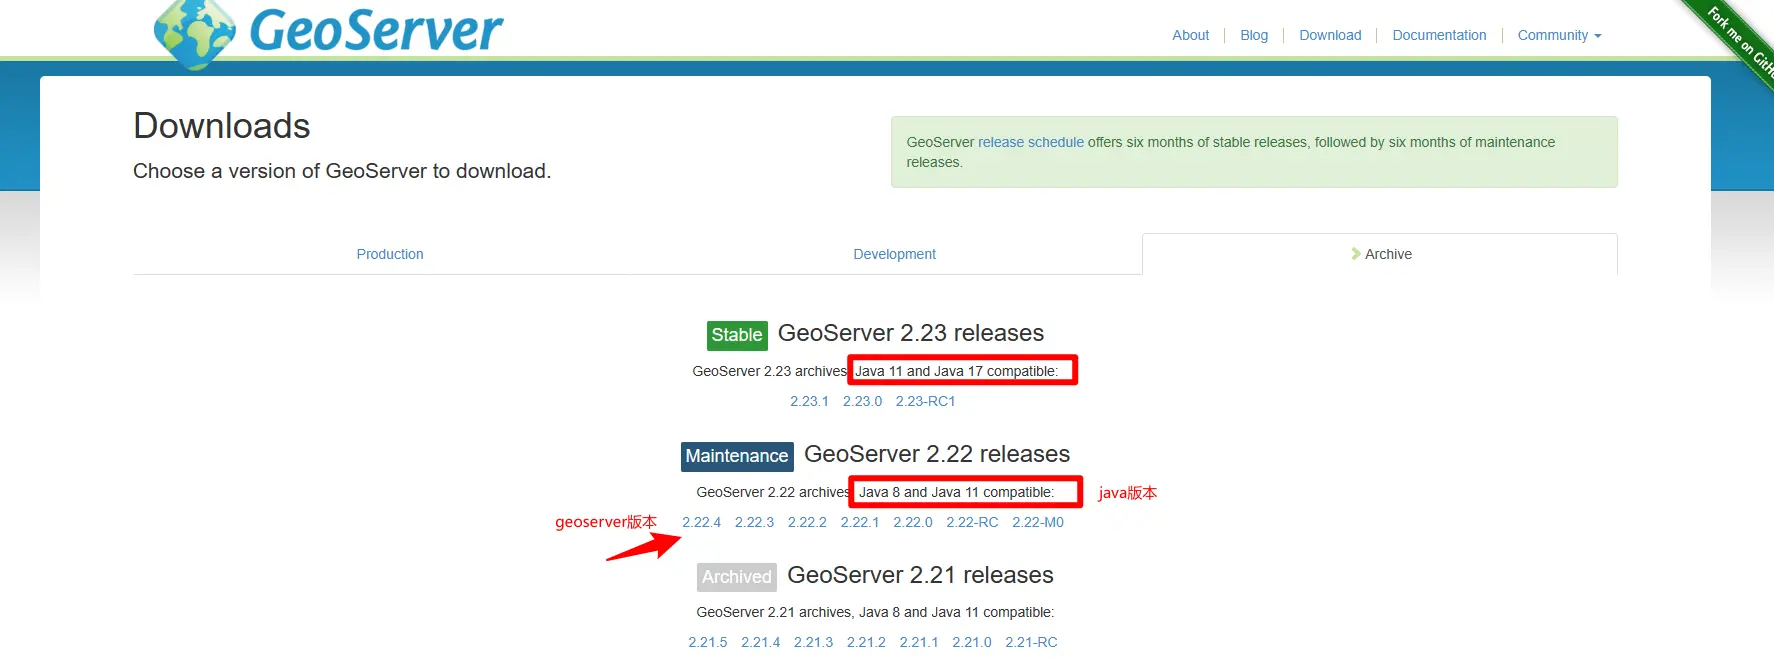 GeoServer
About Blog Download Documentation Community
Fork me on GitH
Downloads
Choose a version of GeoServer to download.
GeoServer release schedule offers six months of stable releases, followed by six months of maintenance
releases.
Production Development Archive
Stable GeoServer 2.23 releases
GeoServer 2.23 archives Java 11 and Java 17 compatible:
2.23.1 2.23.0 2.23-RC1
Maintenance GeoServer 2.22 releases
GeoServer 2.22 archives Java 8 and Java 11 compatible: java版本
geoserver版本 2.22.4 2.22.3 2.22.2 2.22.1 2.22.0 2.22-RC 2.22-M0
Archived GeoServer 2.21 releases
GeoServer 2.21 archives, Java 8 and Java 11 compatible:
2.21.5 2.21.4 2.21.3 2.21.2 2.21.1 2.21.0 2.21-RC